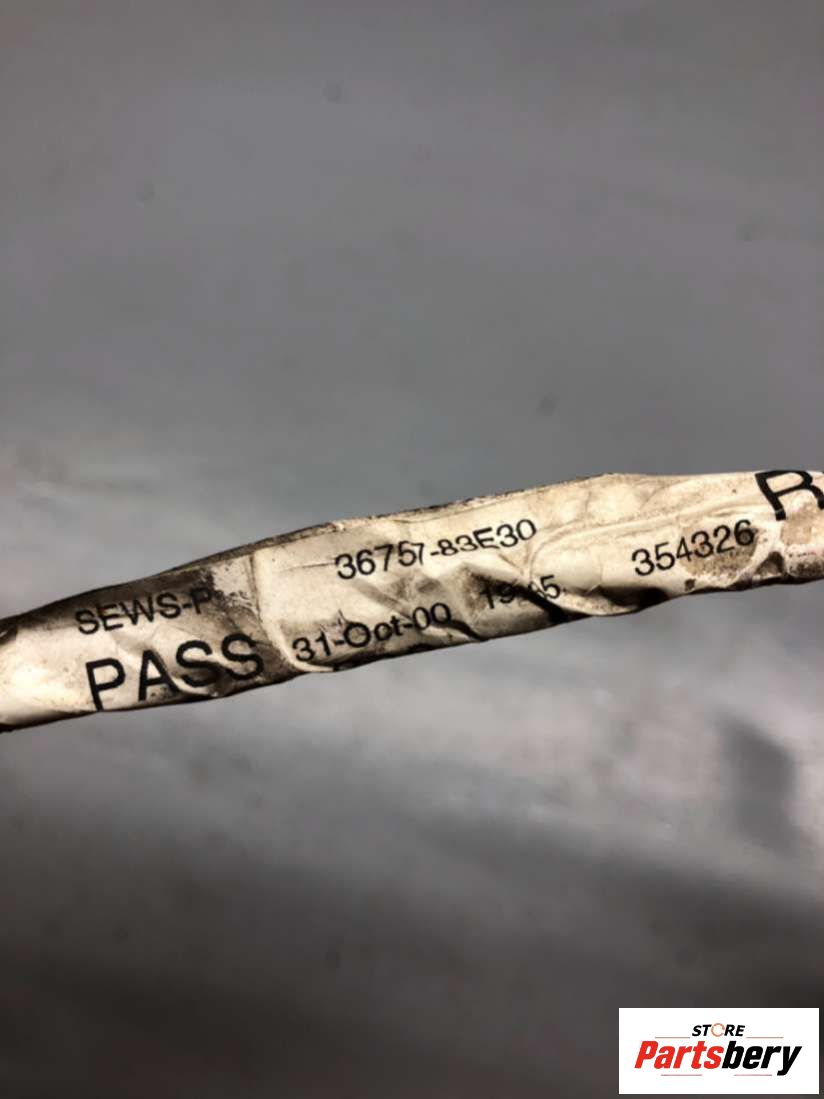 36757-83E30
354326
SEWS-P
31-Oct-00
PASS
STORE
Partsbery